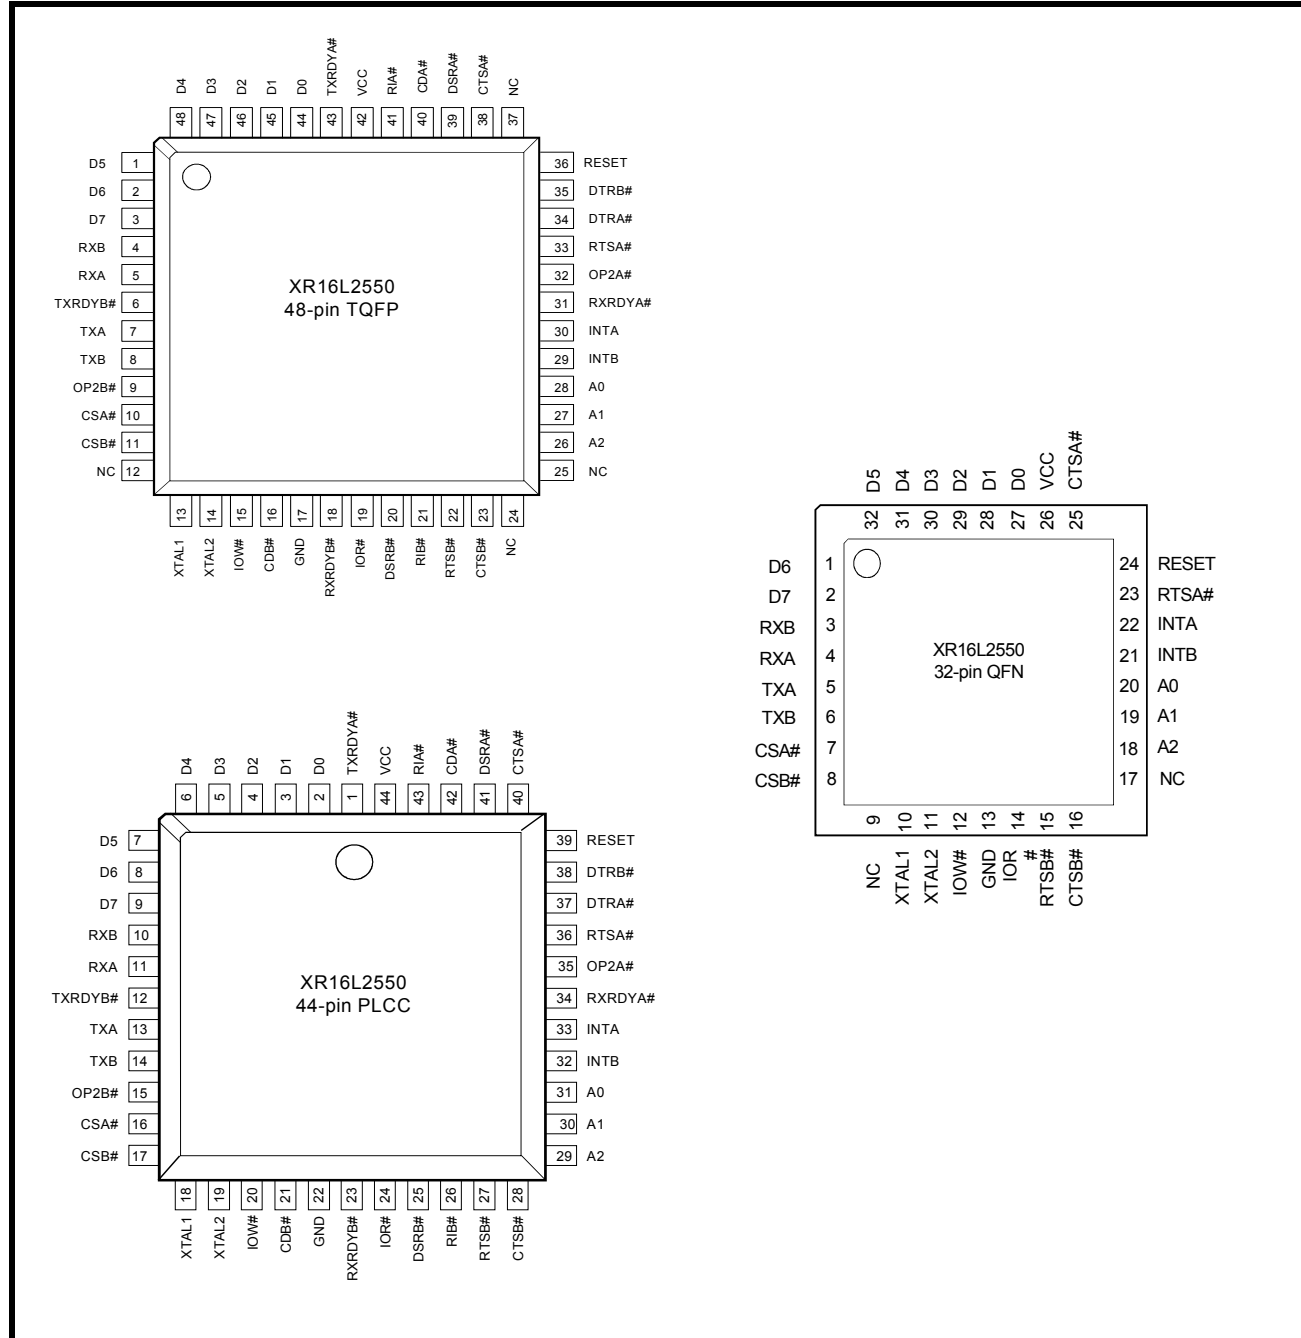 D4 D3 D2 D1 D0 TXRDYA# VCC RIA# CDA# DSRA# CTSA# NC
48 47 46 45 44 43 42 41 40 39 38 37
D5 1 36 RESET
D6 2 35 DTRB#
D7 3 34 DTRA#
RXB 4 33 RTSA#
RXA 5 32 OP2A#
TXRDYB# 6 31 RXRDYA#
TXA 7 30 INTA
TXB 8 29 INTB
OP2B# 9 28 A0
CSA# 10 27 A1
CSB# 11 26 A2
NC 12 25 NC
XR16L2550
48-pin TQFP
13 14 15 16 17 18 19 20 21 22 23 24
XTAL1 XTAL2 IOW# CDB# GND RXRDYB# IOR# DSRB# RIB# RTSB# CTSB# NC
D5 D4 D3 D2 D1 D0 VCC CTSA#
32 31 30 29 28 27 26 25
D6 1 24 RESET
D7 2 23 RTSA#
RXB 3 22 INTA
RXA 4 21 INTB
TXA 5 20 A0
TXB 6 19 A1
CSA# 7 18 A2
CSB# 8 17 NC
XR16L2550
32-pin QFN
9 10 11 12 13 14 15 16
NC XTAL1 XTAL2 IOW# GND IOR # RTSB# CTSB#
D4 D3 D2 D1 D0 TXRDYA# VCC RIA# CDA# DSRA# CTSA#
6 5 4 3 2 1 44 43 42 41 40
D5 7 39 RESET
D6 8 38 DTRB#
D7 9 37 DTRA#
RXB 10 36 RTSA#
RXA 11 35 OP2A#
TXRDYB# 12 34 RXRDYA#
TXA 13 33 INTA
TXB 14 32 INTB
OP2B# 15 31 A0
CSA# 16 30 A1
CSB# 17 29 A2
XR16L2550
44-pin PLCC
18 19 20 21 22 23 24 25 26 27 28
XTAL1 XTAL2 IOW# CDB# GND RXRDYB# IOR# DSRB# RIB# RTSB# CTSB#